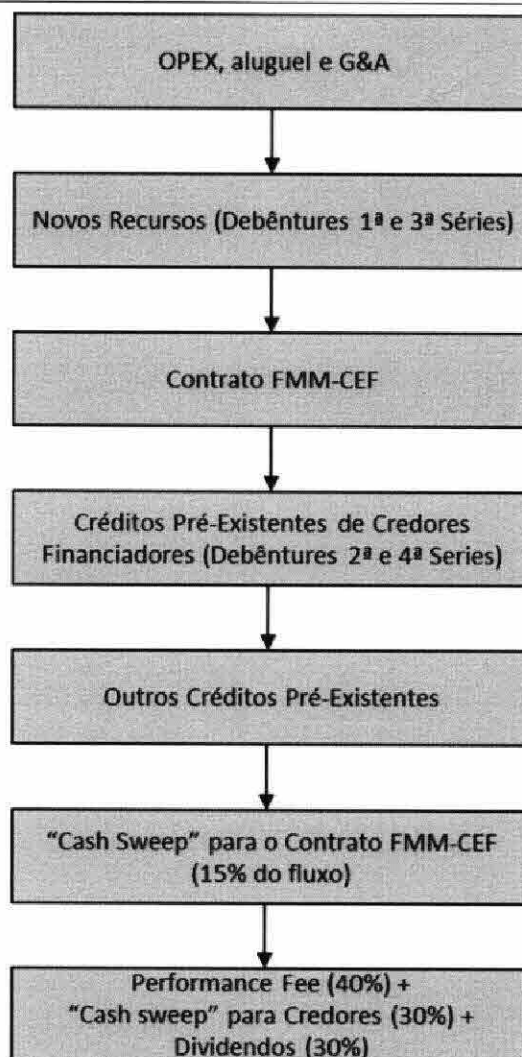 OPEX, aluguel e G&A
Novos Recursos (Debêntures 1ª e 3ª Séries)
Contrato FMM-CEF
Créditos Pré-Existentes de Credores
Financiadores (Debêntures 2ª e 4ª Series)
Outros Créditos Pré-Existentes
“Cash Sweep” para o Contrato FMM-CEF
(15% do fluxo)
Performance Fee (40%) +
“Cash sweep” para Credores (30%) +
Dividendos (30%)